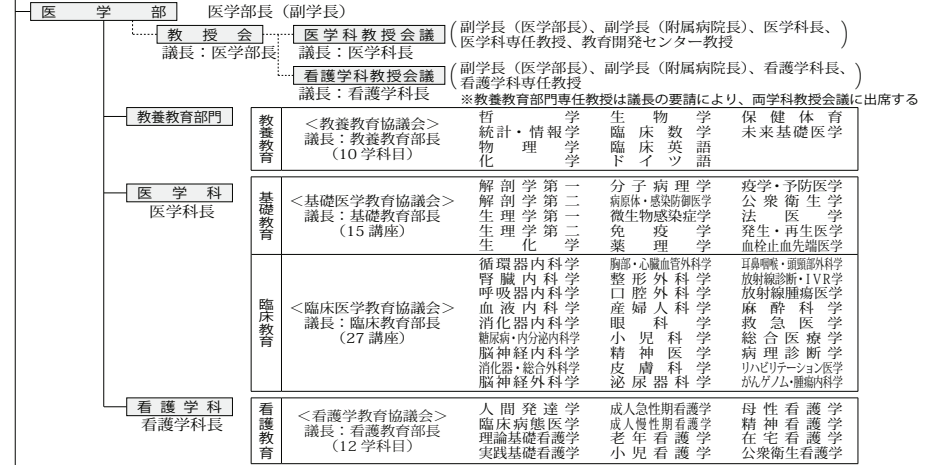 医学部 医学部長（副学長）
教授会 医学科教授会議 （副学長（医学部長）、副学長（附属病院長）、医学科長、
医学科専任教授、教育開発センター教授）
議長：医学部長 議長：医学科長
看護学科教授会議 （副学長（医学部長）、副学長（附属病院長）、看護学科長、
看護学科専任教授）
議長：看護学科長
※教養教育部門専任教授は議長の要請により、両学科教授会議に出席する
教養教育部門
教養教育
＜教養教育協議会＞
議長：教養教育部長
（10学科目）
哲学 生物学 保健体育
統計・情報学 臨床数学 未来基礎医学
物理学 臨床英語
化学 ドイツ語
医学科
医学科長
基礎教育
＜基礎医学教育協議会＞
議長：基礎教育部長
（15講座）
解剖学第一 分子病理学 疫学・予防医学
解剖学第二 病原体・感染防御医学 公衆衛生学
生理学第一 微生物感染症学 法医学
生理学第二 免疫学 発生・再生医学
生化学 薬理学 血栓止血先端医学
臨床教育
＜臨床医学教育協議会＞
議長：臨床教育部長
（27講座）
循環器内科学 胸部・心臓血管外科学 耳鼻咽喉・頭頸部外科学
腎臓内科学 整形外科学 放射線診断・IVR学
呼吸器内科学 口腔外科学 放射線腫瘍医学
血液内科学 産婦人科学 麻酔科学
消化器内科学 眼科学 救急医学
糖尿病・内分泌内科学 小児科学 総合医療学
脳神経内科学 精神医学 病理診断学
消化器・総合外科学 皮膚科学 リハビリテーション医学
脳神経外科学 泌尿器科学 がんゲノム・腫瘍内科学
看護学科
看護学科長
看護教育
＜看護学教育協議会＞
議長：看護教育部長
（12学科目）
人間発達学 成人急性期看護学 母性看護学
臨床病態医学 成人慢性期看護学 精神看護学
理論基礎看護学 老年看護学 在宅看護学
実践基礎看護学 小児看護学 公衆衛生看護学